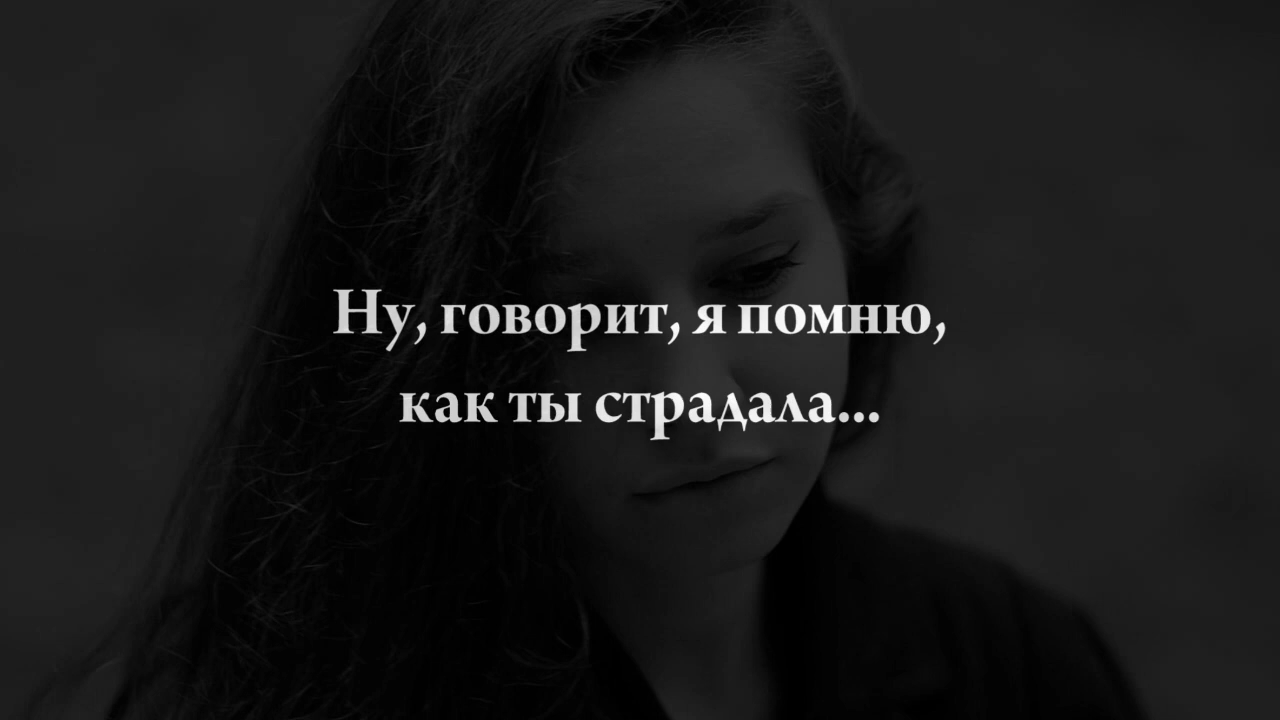 Ну, говорит, я помню,
как ты страдала...